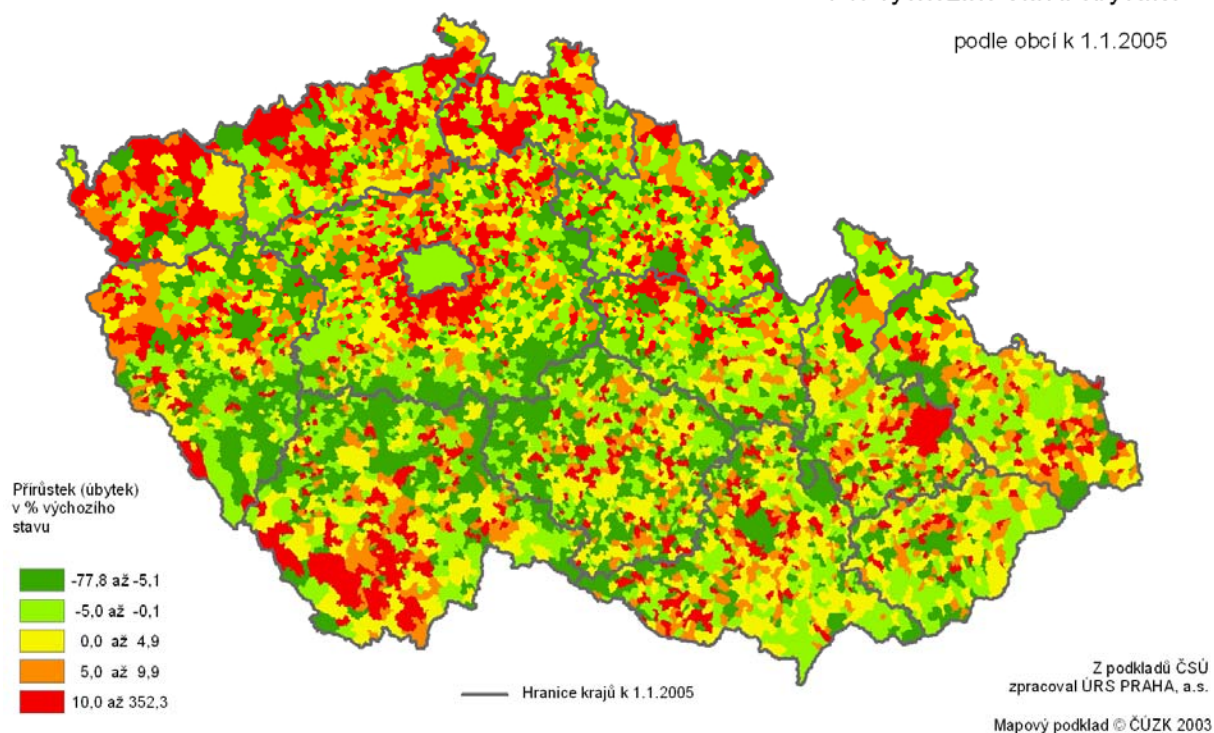 podle obcí k 1.1.2005
Přírůstek (úbytek)
v % výchozího
stavu
-77,8 až -5,1
-5,0 až -0,1
0,0 až 4,9
5,0 až 9,9
10,0 až 352,3
Hranice krajů k 1.1.2005
Z podkladů ČSÚ
zpracoval ÚRS PRAHA, a.s.
Mapový podklad © ČÚZK 2003